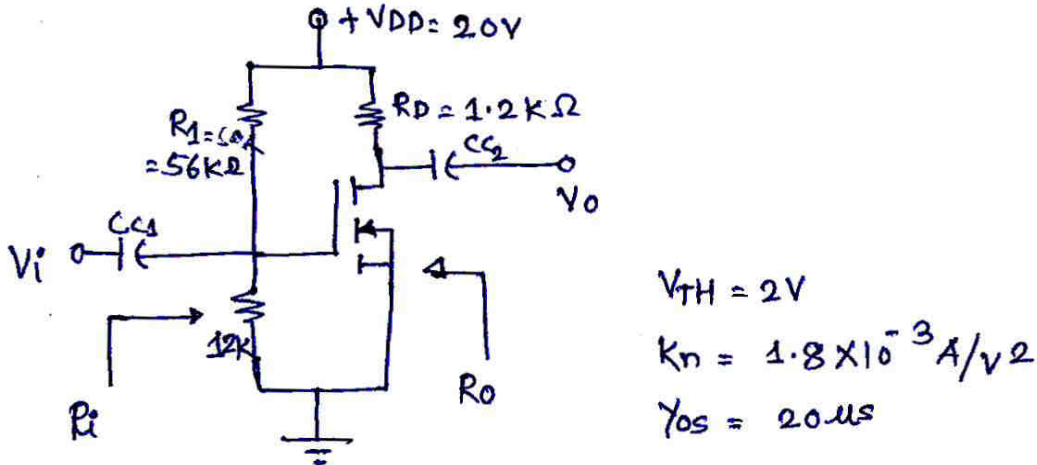 + VDD = 20V
R1 =
= 56KΩ
RD = 1.2KΩ
CC2
Vo
CC1
Vi
12K
Ri
Ro
VTH = 2V
Kn = 1.8 X 10⁻³ A/V2
Yos = 20us